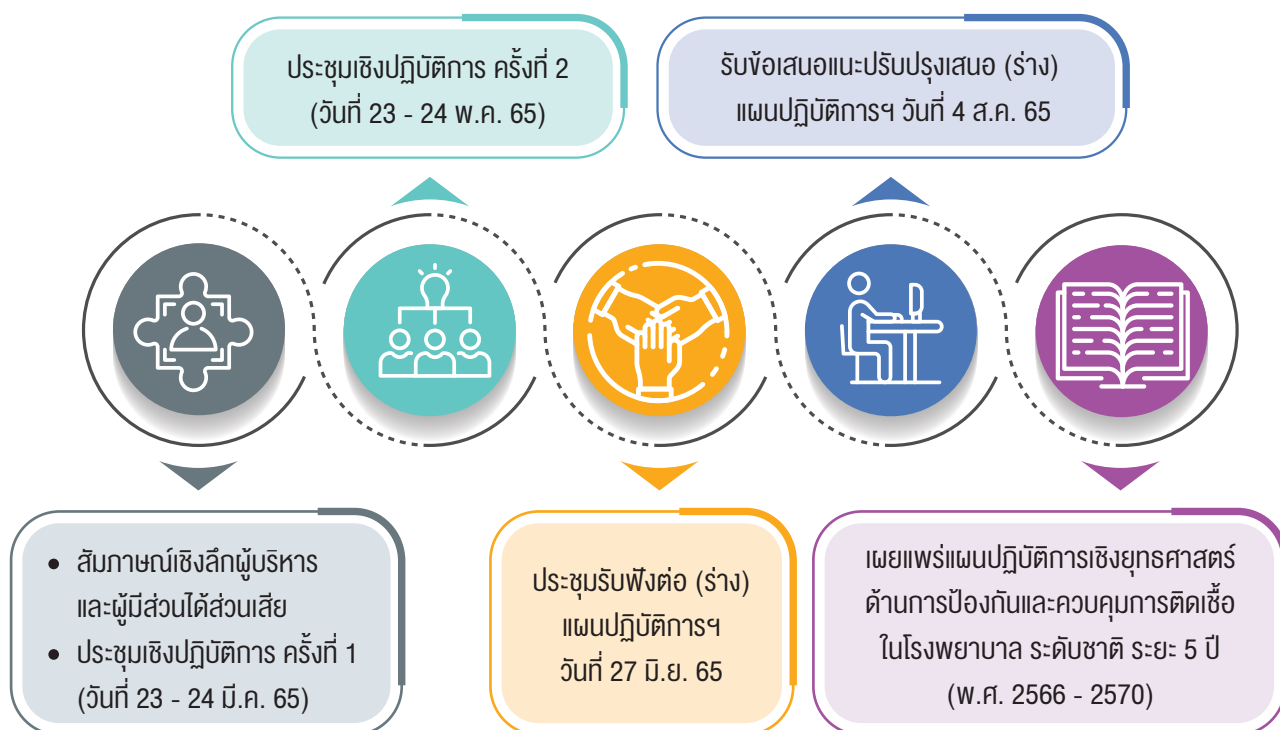 ประชุมเชิงปฏิบัติการ ครั้งที่ 2
(วันที่ 23 - 24 พ.ค. 65)
รับข้อเสนอแนะปรับปรุงเสนอ (ร่าง)
แผนปฏิบัติการฯ วันที่ 4 ส.ค. 65
• สัมภาษณ์เชิงลึกผู้บริหาร
และผู้มีส่วนได้ส่วนเสีย
• ประชุมเชิงปฏิบัติการ ครั้งที่ 1
(วันที่ 23 - 24 มี.ค. 65)
ประชุมรับฟังต่อ (ร่าง)
แผนปฏิบัติการฯ
วันที่ 27 มิ.ย. 65
เผยแพร่แผนปฏิบัติการเชิงยุทธศาสตร์
ด้านการป้องกันและควบคุมการติดเชื้อ
ในโรงพยาบาล ระดับชาติ ระยะ 5 ปี
(พ.ศ. 2566 - 2570)